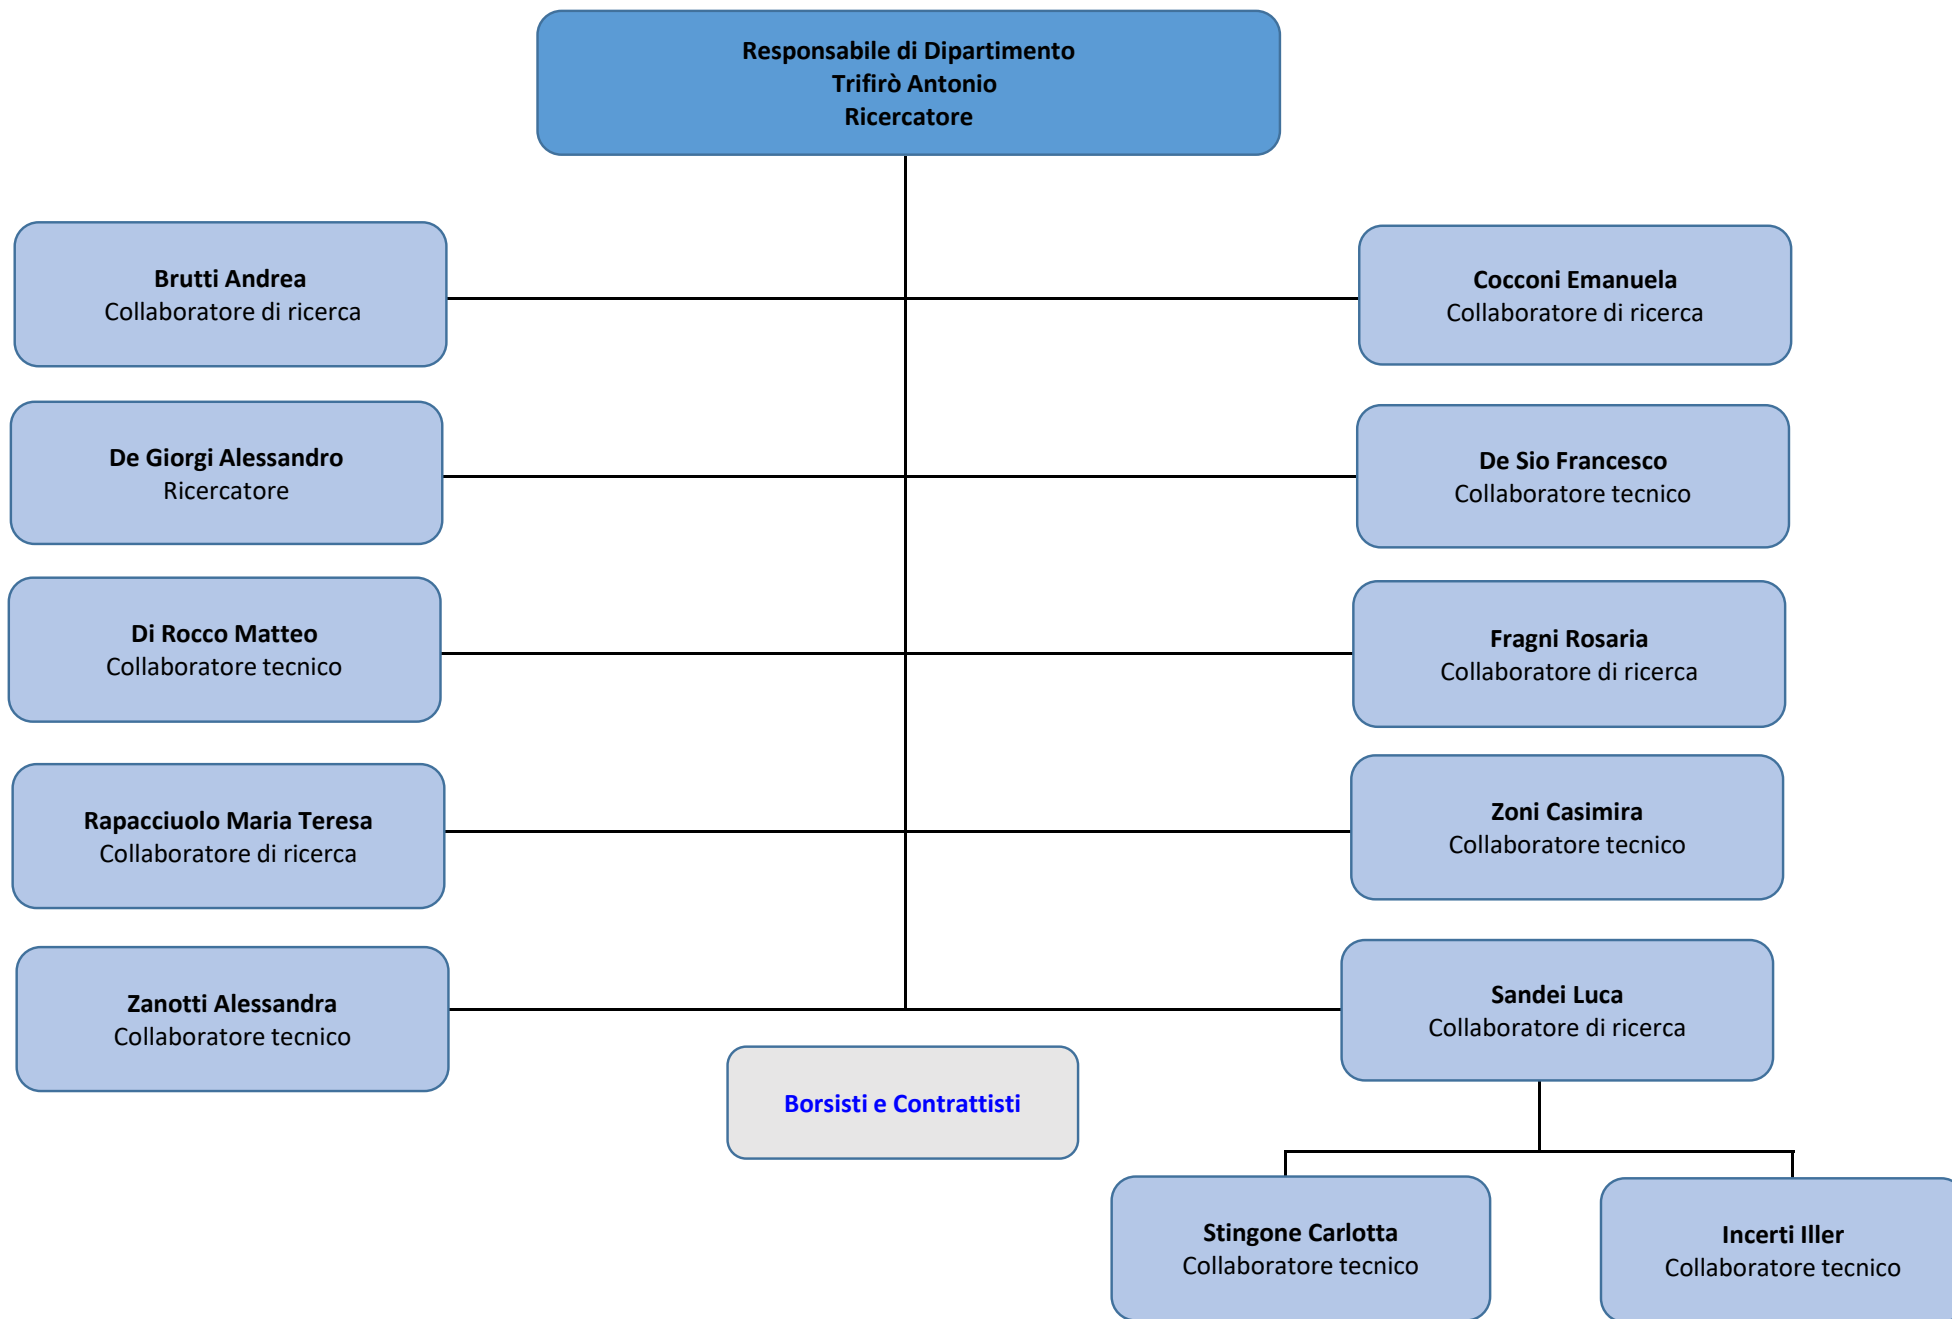 Responsabile di Dipartimento
Trifirò Antonio
Ricercatore
Brutti Andrea
Collaboratore di ricerca
Cocconi Emanuela
Collaboratore di ricerca
De Giorgi Alessandro
Ricercatore
De Sio Francesco
Collaboratore tecnico
Di Rocco Matteo
Collaboratore tecnico
Fragni Rosaria
Collaboratore di ricerca
Rapacciuolo Maria Teresa
Collaboratore di ricerca
Zoni Casimira
Collaboratore tecnico
Zanotti Alessandra
Collaboratore tecnico
Sandei Luca
Collaboratore di ricerca
Borsisti e Contrattisti
Stingone Carlotta
Collaboratore tecnico
Incerti Iller
Collaboratore tecnico